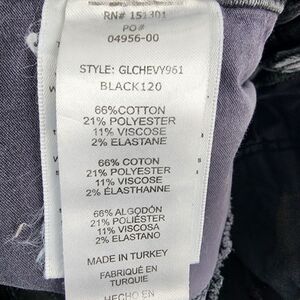 RN# 151301
PO#
04956-00
STYLE: GLCHEVY961
BLACK120
66%COTTON
21% POLYESTER
11% VISCOSE
2% ELASTANE
66% COTON
21% POLYESTER
11% VISCOSE
2% ÉLASTHANNE
66% ALGODÓN
21% POLIÉSTER
11% VISCOSA
2% ELASTANO
MADE IN TURKEY
FABRIQUÉ EN
TURQUIE
HECHO EN